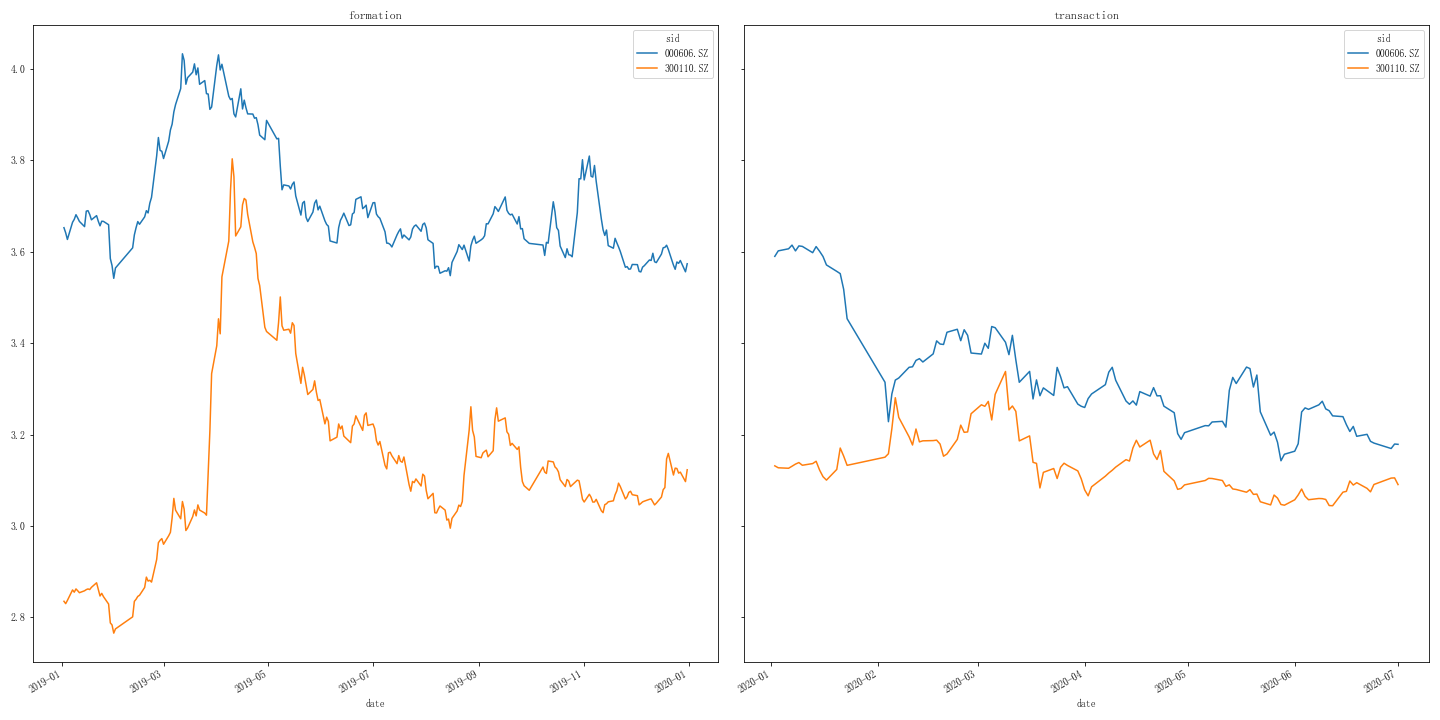 formation
sid
000606.SZ
300110.SZ
4.0
3.8
3.6
3.4
3.2
3.0
2.8
2019-01
2019-03
2019-05
2019-07
2019-09
2019-11
2020-01
date
transaction
sid
000606.SZ
300110.SZ
2020-01
2020-02
2020-03
2020-04
2020-05
2020-06
2020-07
date